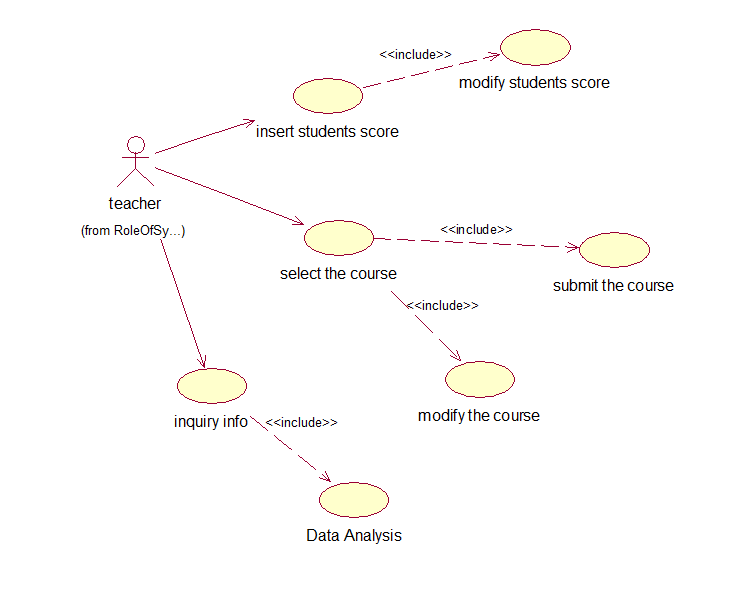 <<include>>
modify students score
insert students score
teacher
(from RoleOfSy...)
<<include>>
select the course
submit the course
<<include>>
modify the course
inquiry info
<<include>>
Data Analysis